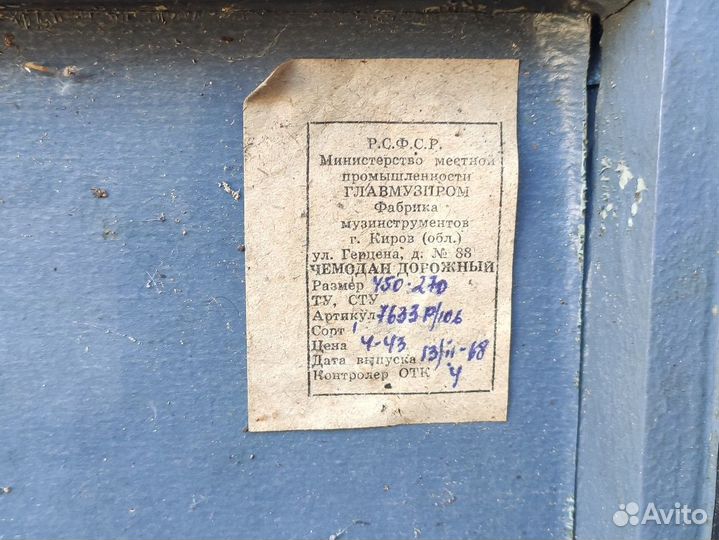 Р.С.Ф.С.Р.
Министерство местной
промышленности
ГЛАВМУЗПРОМ
Фабрика
музинструментов
г. Киров (обл.)
ул. Герцена, д. № 88
ЧЕМОДАН ДОРОЖНЫЙ
Размер 450-270
ТУ, СТУ
Артикул 7633
Сорт 1
Цена 4-43
Дата выпуска 13/II-68
Контролер ОТК 4
Avito